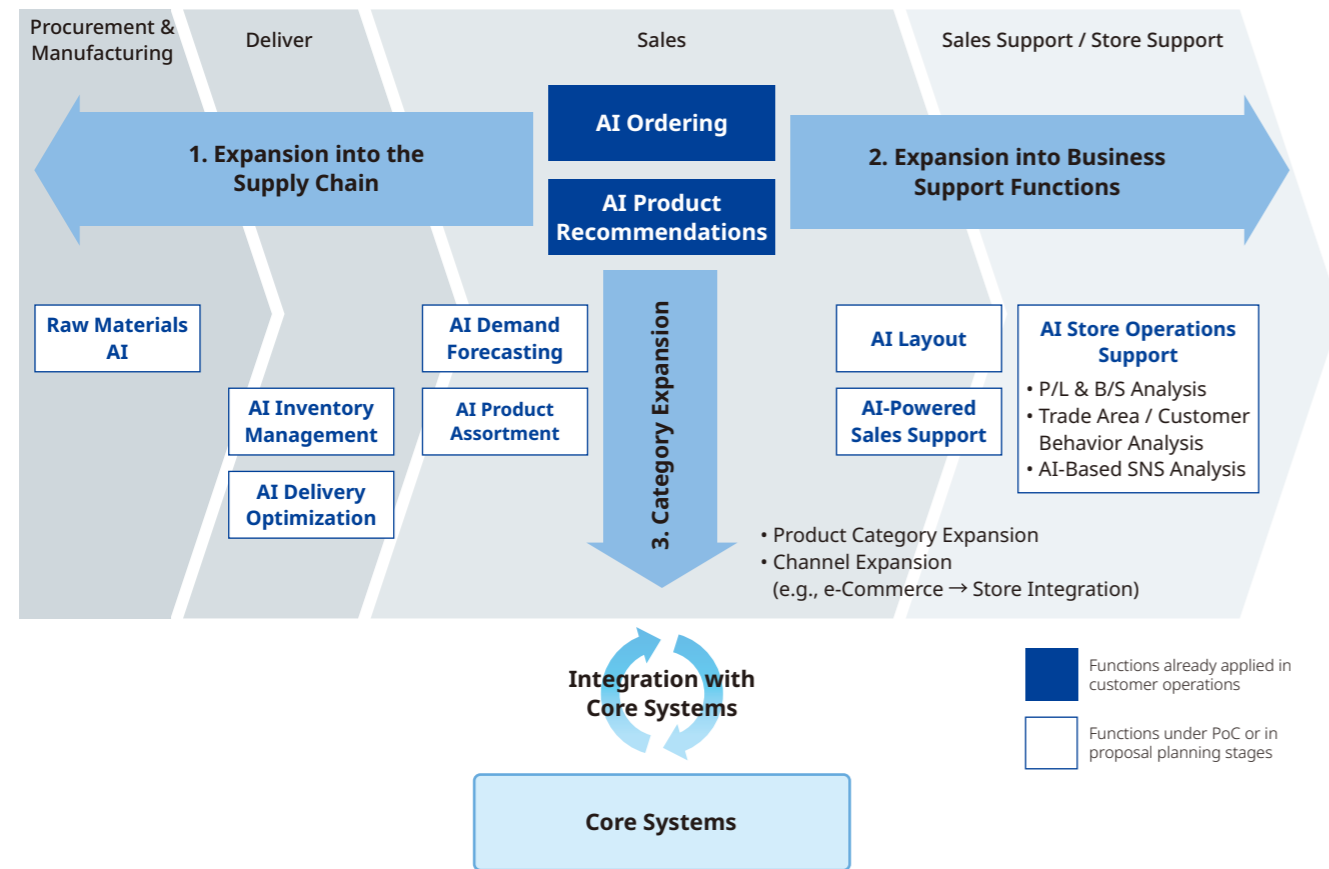 Procurement &
Manufacturing
Deliver
Sales
Sales Support / Store Support
AI Ordering
1. Expansion into the
Supply Chain
2. Expansion into Business
Support Functions
AI Product
Recommendations
Raw Materials
AI
AI Demand
Forecasting
AI Inventory
Management
AI Product
Assortment
AI Delivery
Optimization
3. Category Expansion
AI Layout
AI-Powered
Sales Support
AI Store Operations
Support
• P/L & B/S Analysis
• Trade Area / Customer
Behavior Analysis
• AI-Based SNS Analysis
• Product Category Expansion
• Channel Expansion
(e.g., e-Commerce → Store Integration)
Integration with
Core Systems
Functions already applied in
customer operations
Functions under PoC or in
proposal planning stages
Core Systems